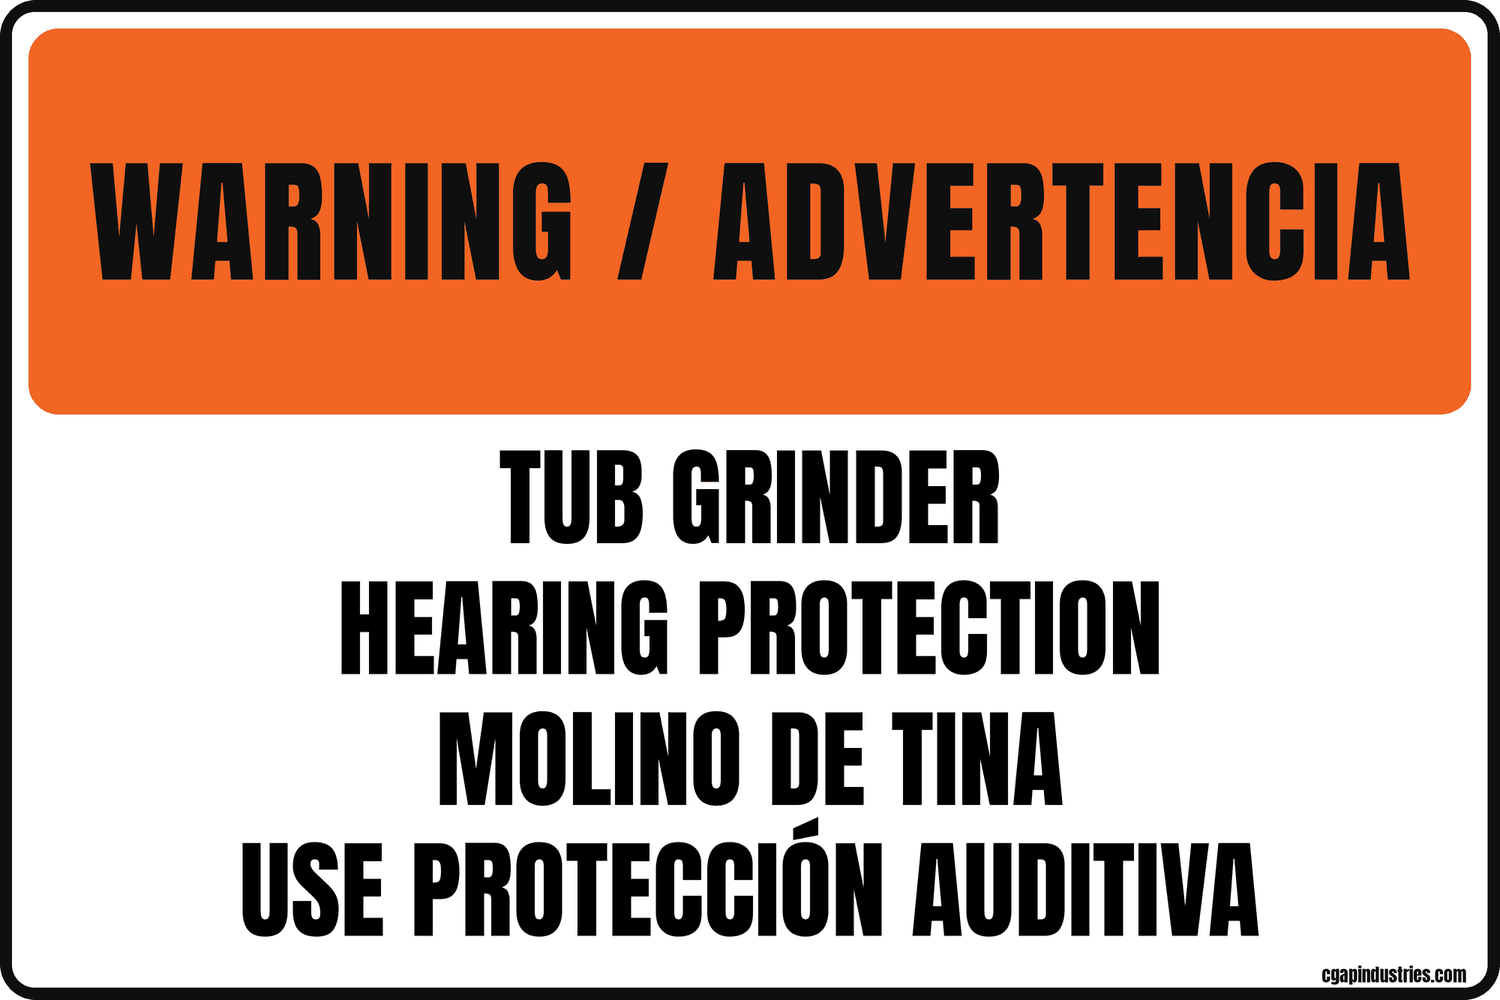 WARNING / ADVERTENCIA
TUB GRINDER
HEARING PROTECTION
MOLINO DE TINA
USE PROTECCIÓN AUDITIVA
cgapindustries.com